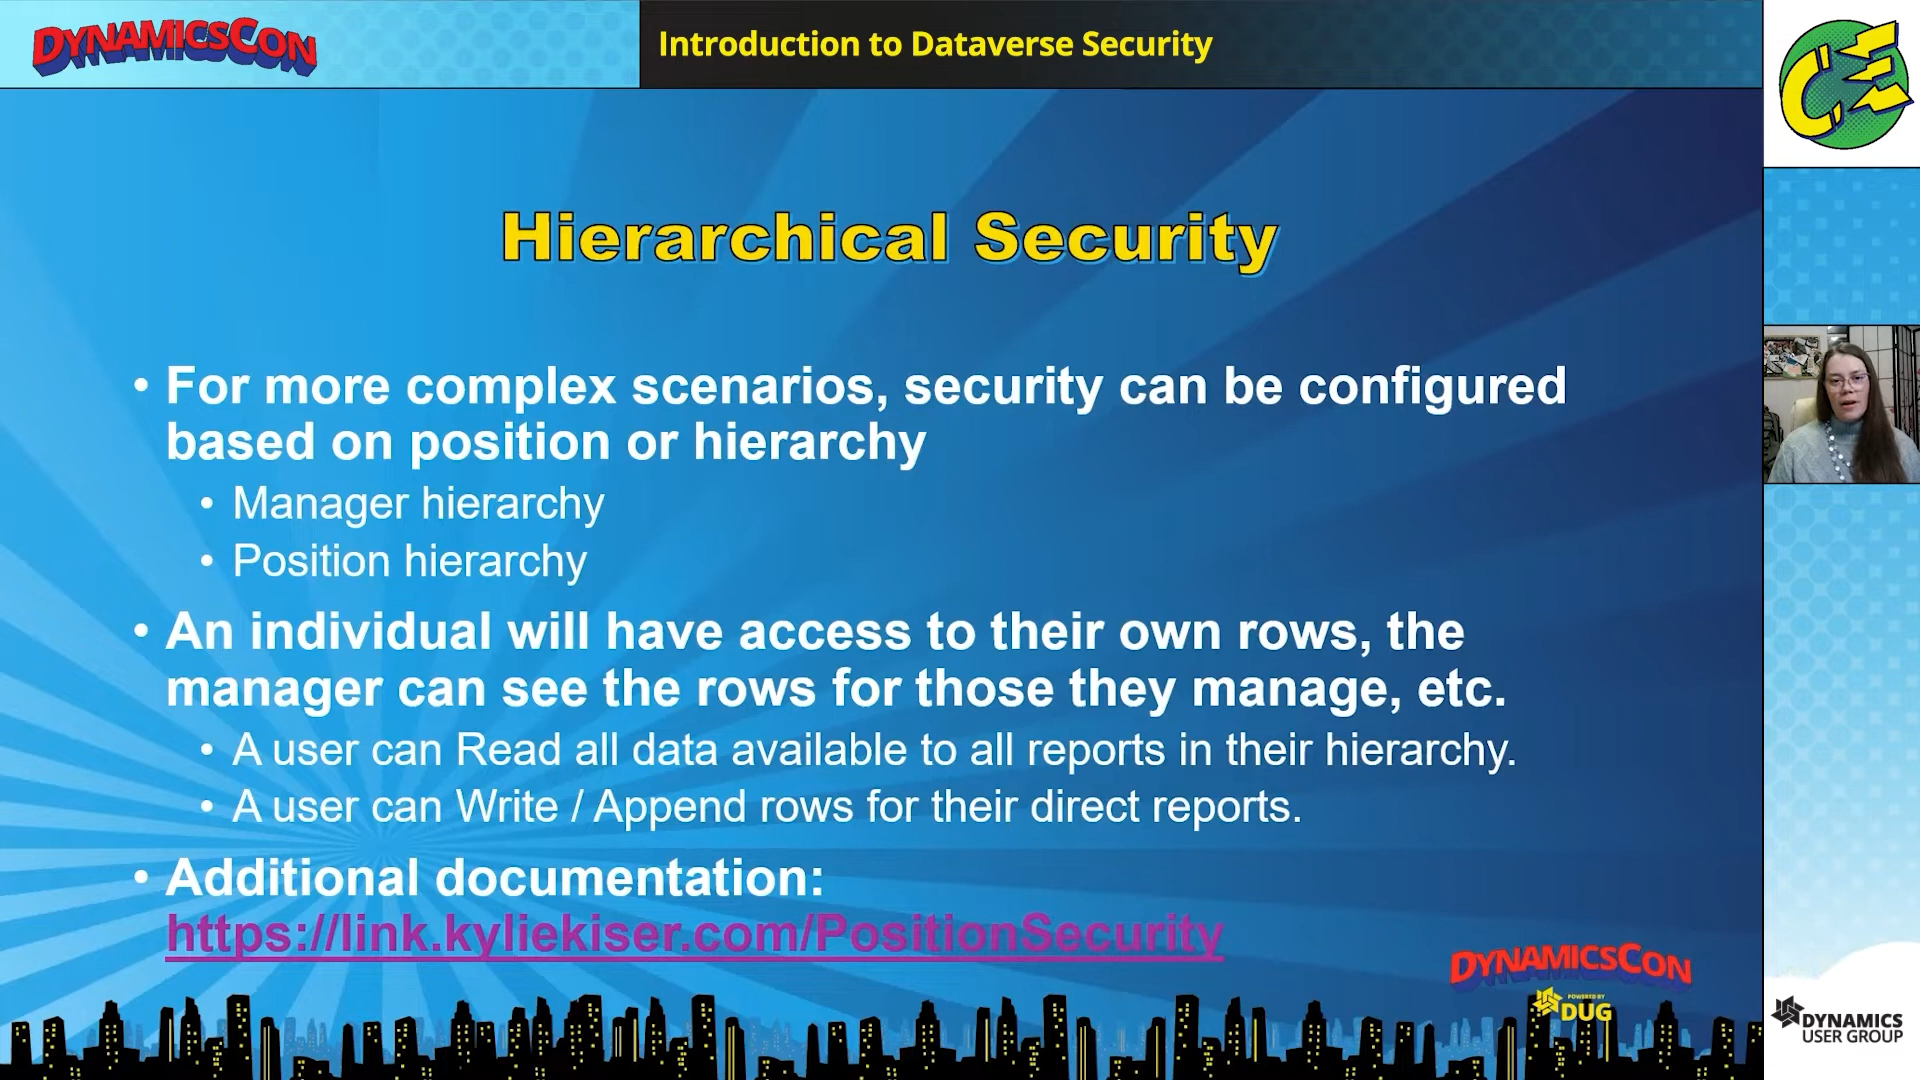 DYNAMICSCON
Introduction to Dataverse Security
CE
Hierarchical Security
• For more complex scenarios, security can be configured
based on position or hierarchy
• Manager hierarchy
• Position hierarchy
• An individual will have access to their own rows, the
manager can see the rows for those they manage, etc.
• A user can Read all data available to all reports in their hierarchy.
• A user can Write / Append rows for their direct reports.
• Additional documentation:
https://link.kyliekiser.com/PositionSecurity
DYNAMICSCON
POWERED BY
DUG
DYNAMICS
USER GROUP